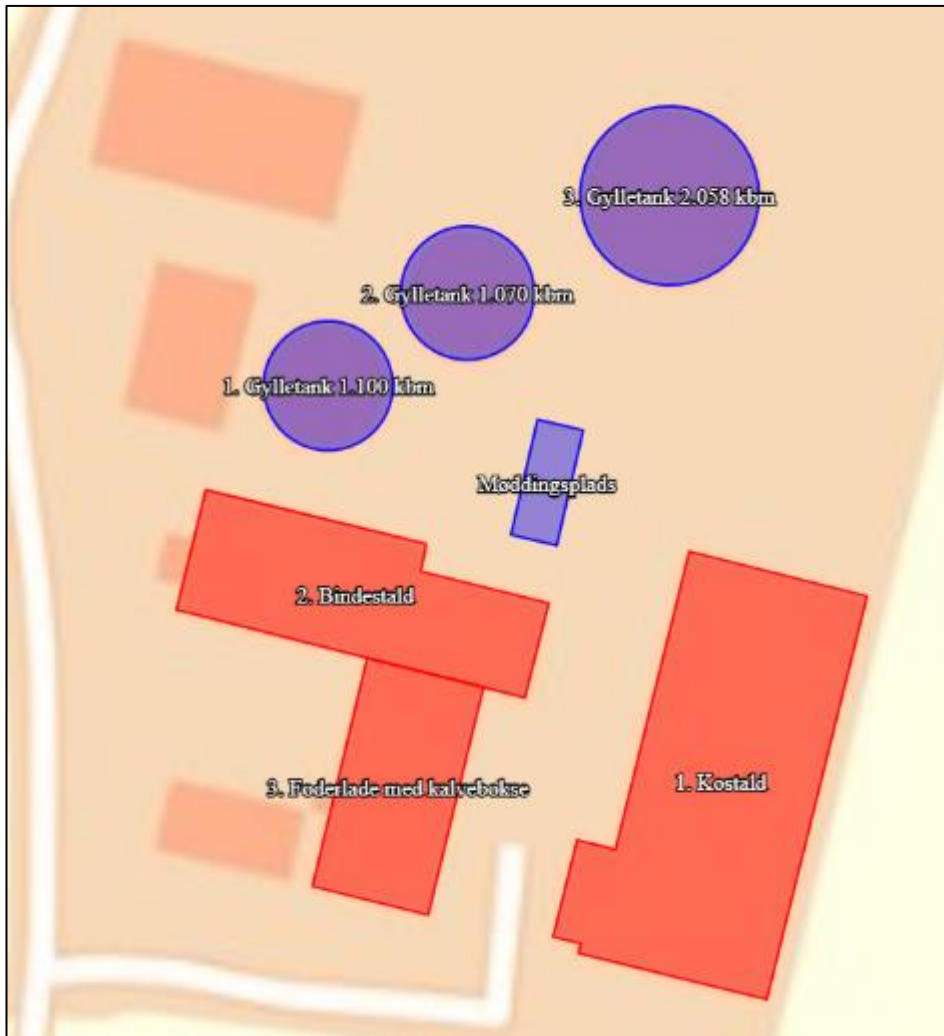 3. Gylletank 2.058 kbm
2. Gylletank 1.070 kbm
1. Gylletank 1.100 kbm
Møddingsplads
2. Bindestald
1. Kostald
3. Foderlade med kalvebokse